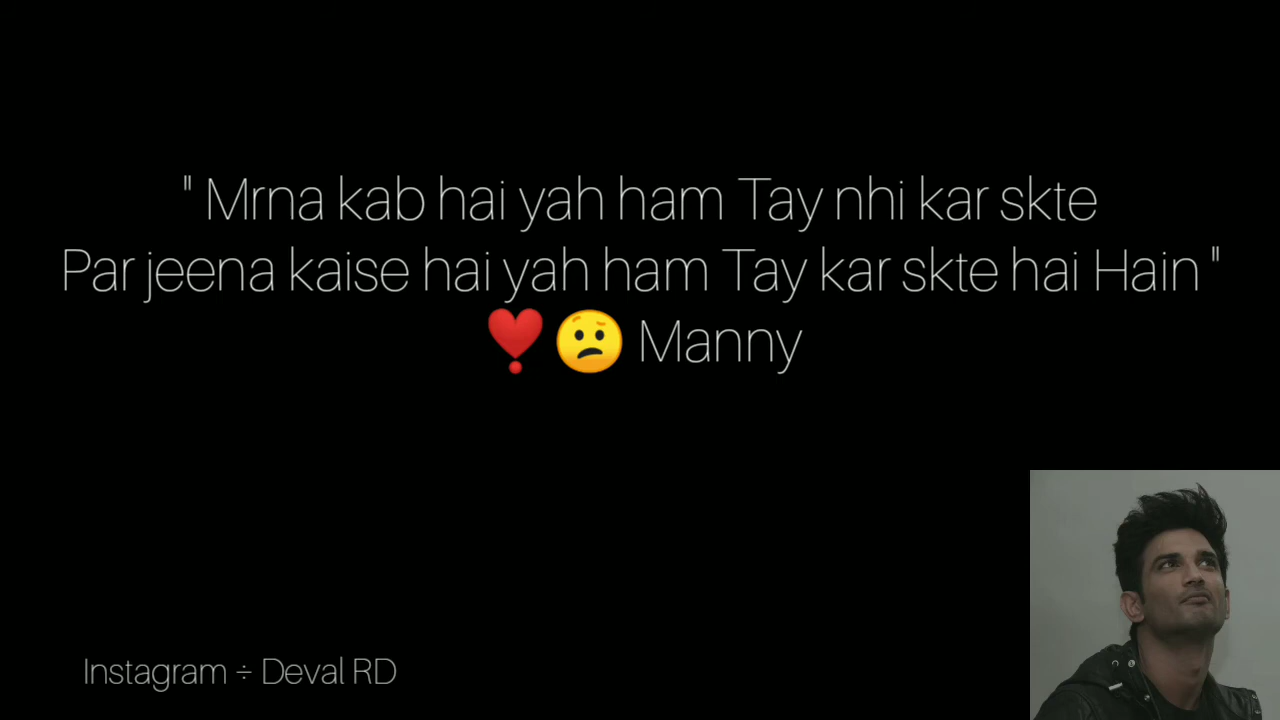 " Mrna kab hai yah ham Tay nhi kar skte
Par jeena kaise hai yah ham Tay kar skte hai Hain "
❣️😕 Manny
Instagram ÷ Deval RD